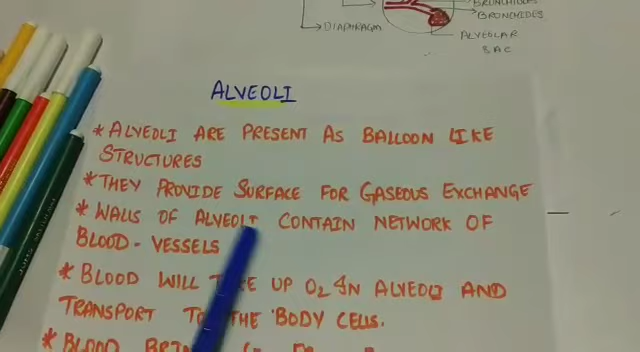 BRONCHIOLES
BRONCHIOLES
DIAPHRAGM
ALVEOLAR
SAC
ALVEOLI
* ALVEOLI ARE PRESENT AS BALLOON LIKE
STRUCTURES
* THEY PROVIDE SURFACE FOR GASEOUS EXCHANGE
* WALLS OF ALVEOLI CONTAIN NETWORK OF
BLOOD - VESSELS
* BLOOD WILL TAKE UP O2 IN ALVEOLI AND
TRANSPORT TO THE BODY CELLS.
* BLOOD